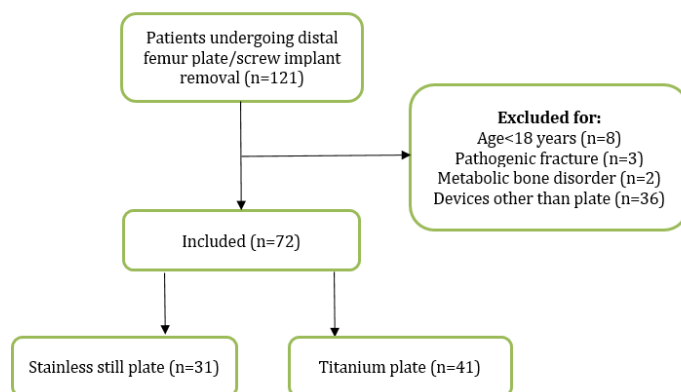 Patients undergoing distal
femur plate/screw implant
removal (n=121)
Excluded for:
Age<18 years (n=8)
Pathogenic fracture (n=3)
Metabolic bone disorder (n=2)
Devices other than plate (n=36)
Included (n=72)
Stainless still plate (n=31)
Titanium plate (n=41)